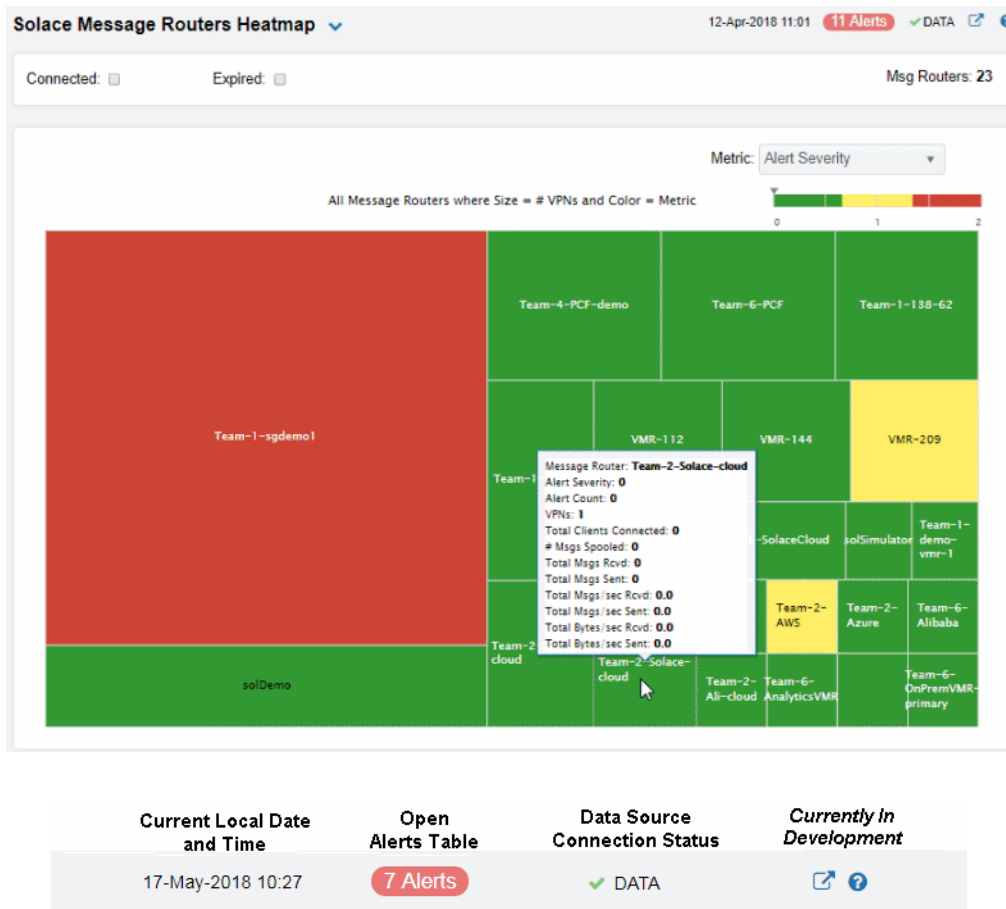 Solace Message Routers Heatmap
12-Apr-2018 11:01 11 Alerts DATA
Connected: Expired: Msg Routers: 23
Metric: Alert Severity
All Message Routers where Size = # VPNs and Color = Metric
0 1 2
Team-4-PCF-demo
Team-6-PCF
Team-1-138-62
Team-1-sgdemo1
VMR-112
VMR-144
VMR-209
Team-1
Message Router: Team-2-Solace-cloud
Alert Severity: 0
Alert Count: 0
VPNs: 1
Total Clients Connected: 0
# Msgs Spooled: 0
Total Msgs Rcvd: 0
Total Msgs Sent: 0
Total Msgs/sec Rcvd: 0.0
Total Msgs/sec Sent: 0.0
Total Bytes/sec Rcvd: 0.0
Total Bytes/sec Sent: 0.0
-SolaceCloud
solSimulator
Team-1-
demo-
vmr-1
Team-2-
AWS
Team-2-
Azure
Team-6-
Alibaba
solDemo
Team-2
cloud
Team-2-Solace-
cloud
Team-2-
Ali-cloud
Team-6-
AnalyticsVMR
Team-6-
OnPremVMR-
primary
Current Local Date
and Time
Open
Alerts Table
Data Source
Connection Status
Currently In
Development
17-May-2018 10:27 7 Alerts DATA ?